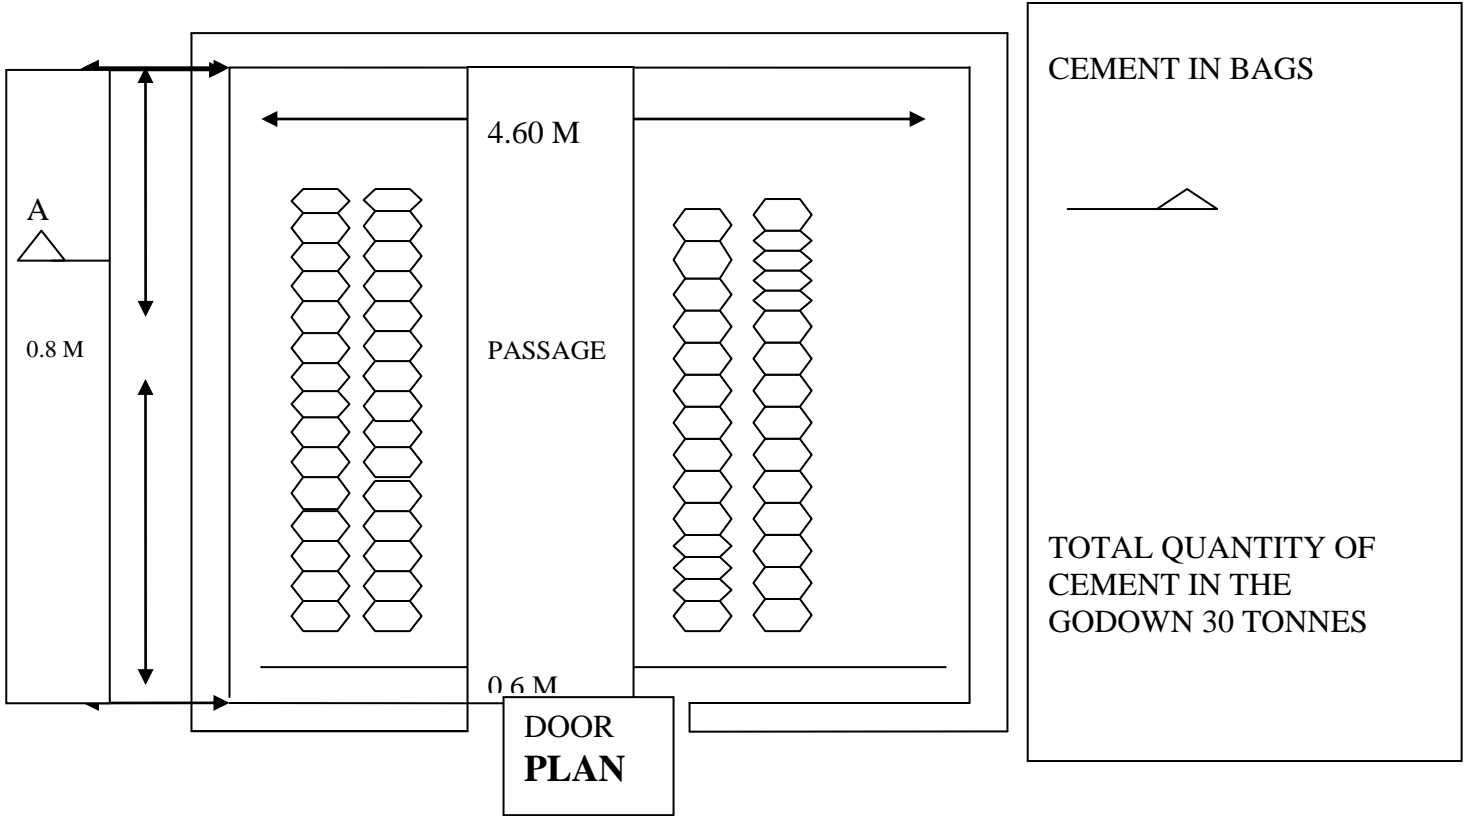 CEMENT IN BAGS
4.60 M
A
0.8 M
PASSAGE
TOTAL QUANTITY OF
CEMENT IN THE
GODOWN 30 TONNES
0.6 M
DOOR
PLAN